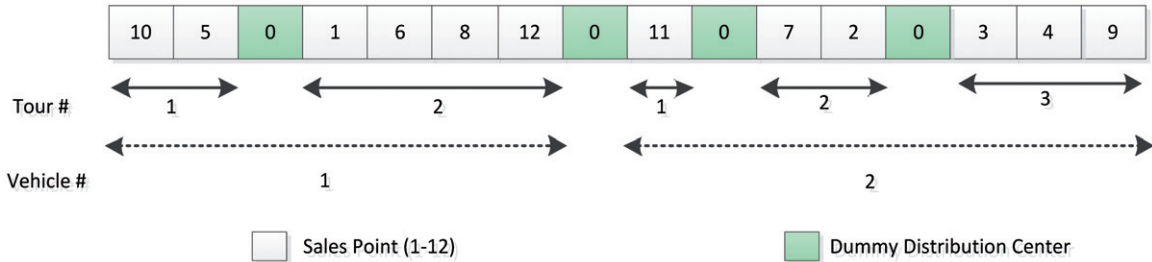 10 5 0 1 6 8 12 0 11 0 7 2 0 3 4 9
Tour # 1 2 1 2 3
Vehicle # 1 2
Sales Point (1-12) Dummy Distribution Center